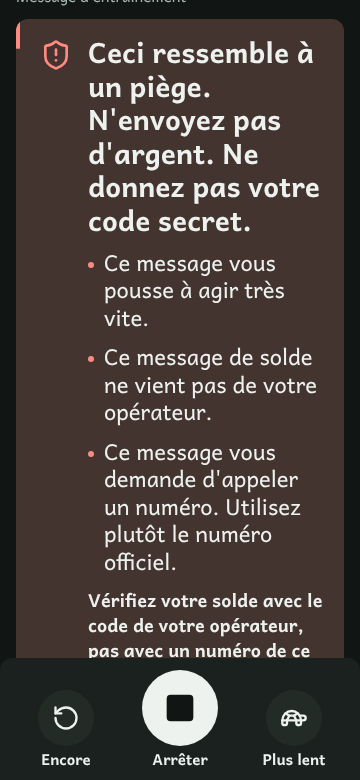 Message d'entraînement
Ceci ressemble à
un piège.
N'envoyez pas
d'argent. Ne
donnez pas votre
code secret.
Ce message vous
pousse à agir très
vite.
Ce message de solde
ne vient pas de votre
opérateur.
Ce message vous
demande d'appeler
un numéro. Utilisez
plutôt le numéro
officiel.
Vérifiez votre solde avec le
code de votre opérateur,
pas avec un numéro de ce
Encore
Arrêter
Plus lent